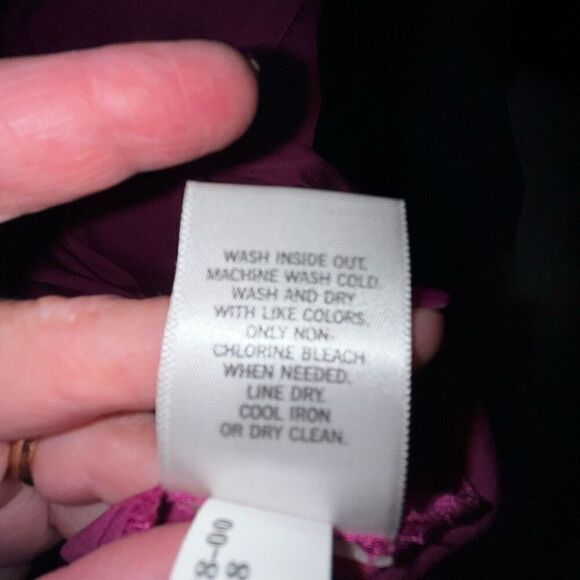 WASH INSIDE OUT.
MACHINE WASH COLD.
WASH AND DRY
WITH LIKE COLORS.
ONLY NON-
CHLORINE BLEACH
WHEN NEEDED.
LINE DRY.
COOL IRON
OR DRY CLEAN.